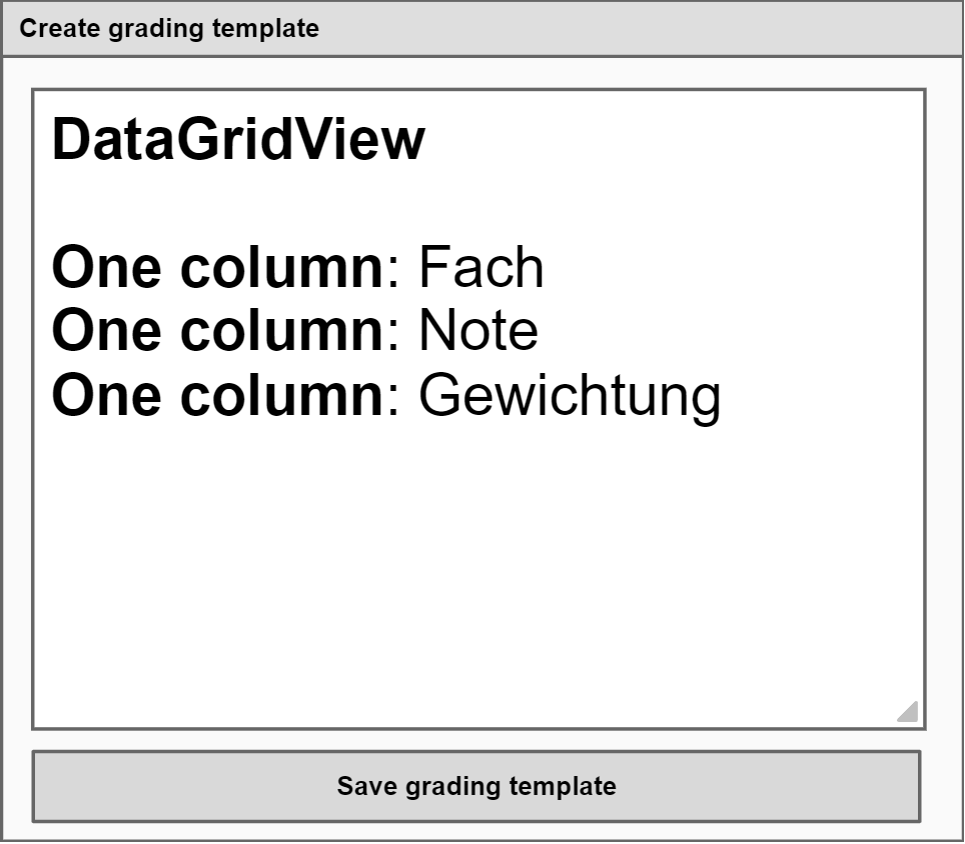 Create grading template
DataGridView
One column: Fach
One column: Note
One column: Gewichtung
Save grading template